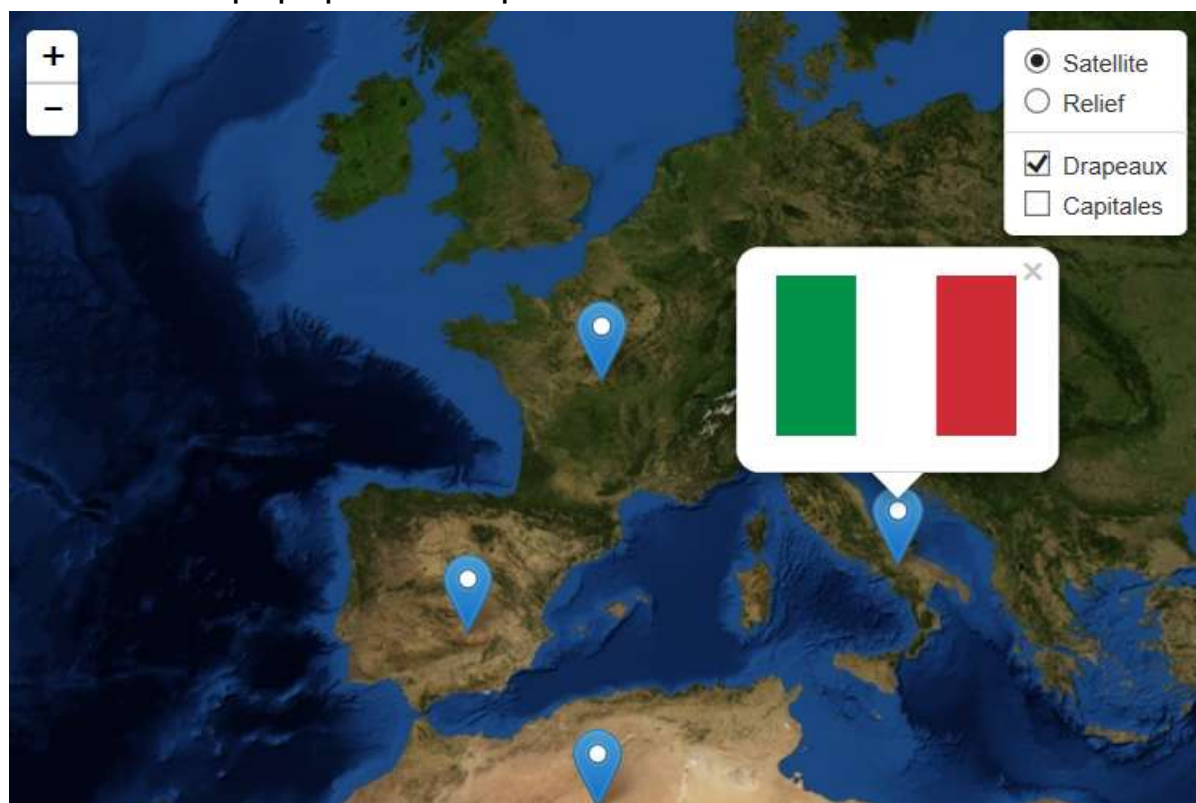 +
−
Satellite
Relief
Drapeaux
Capitales
×